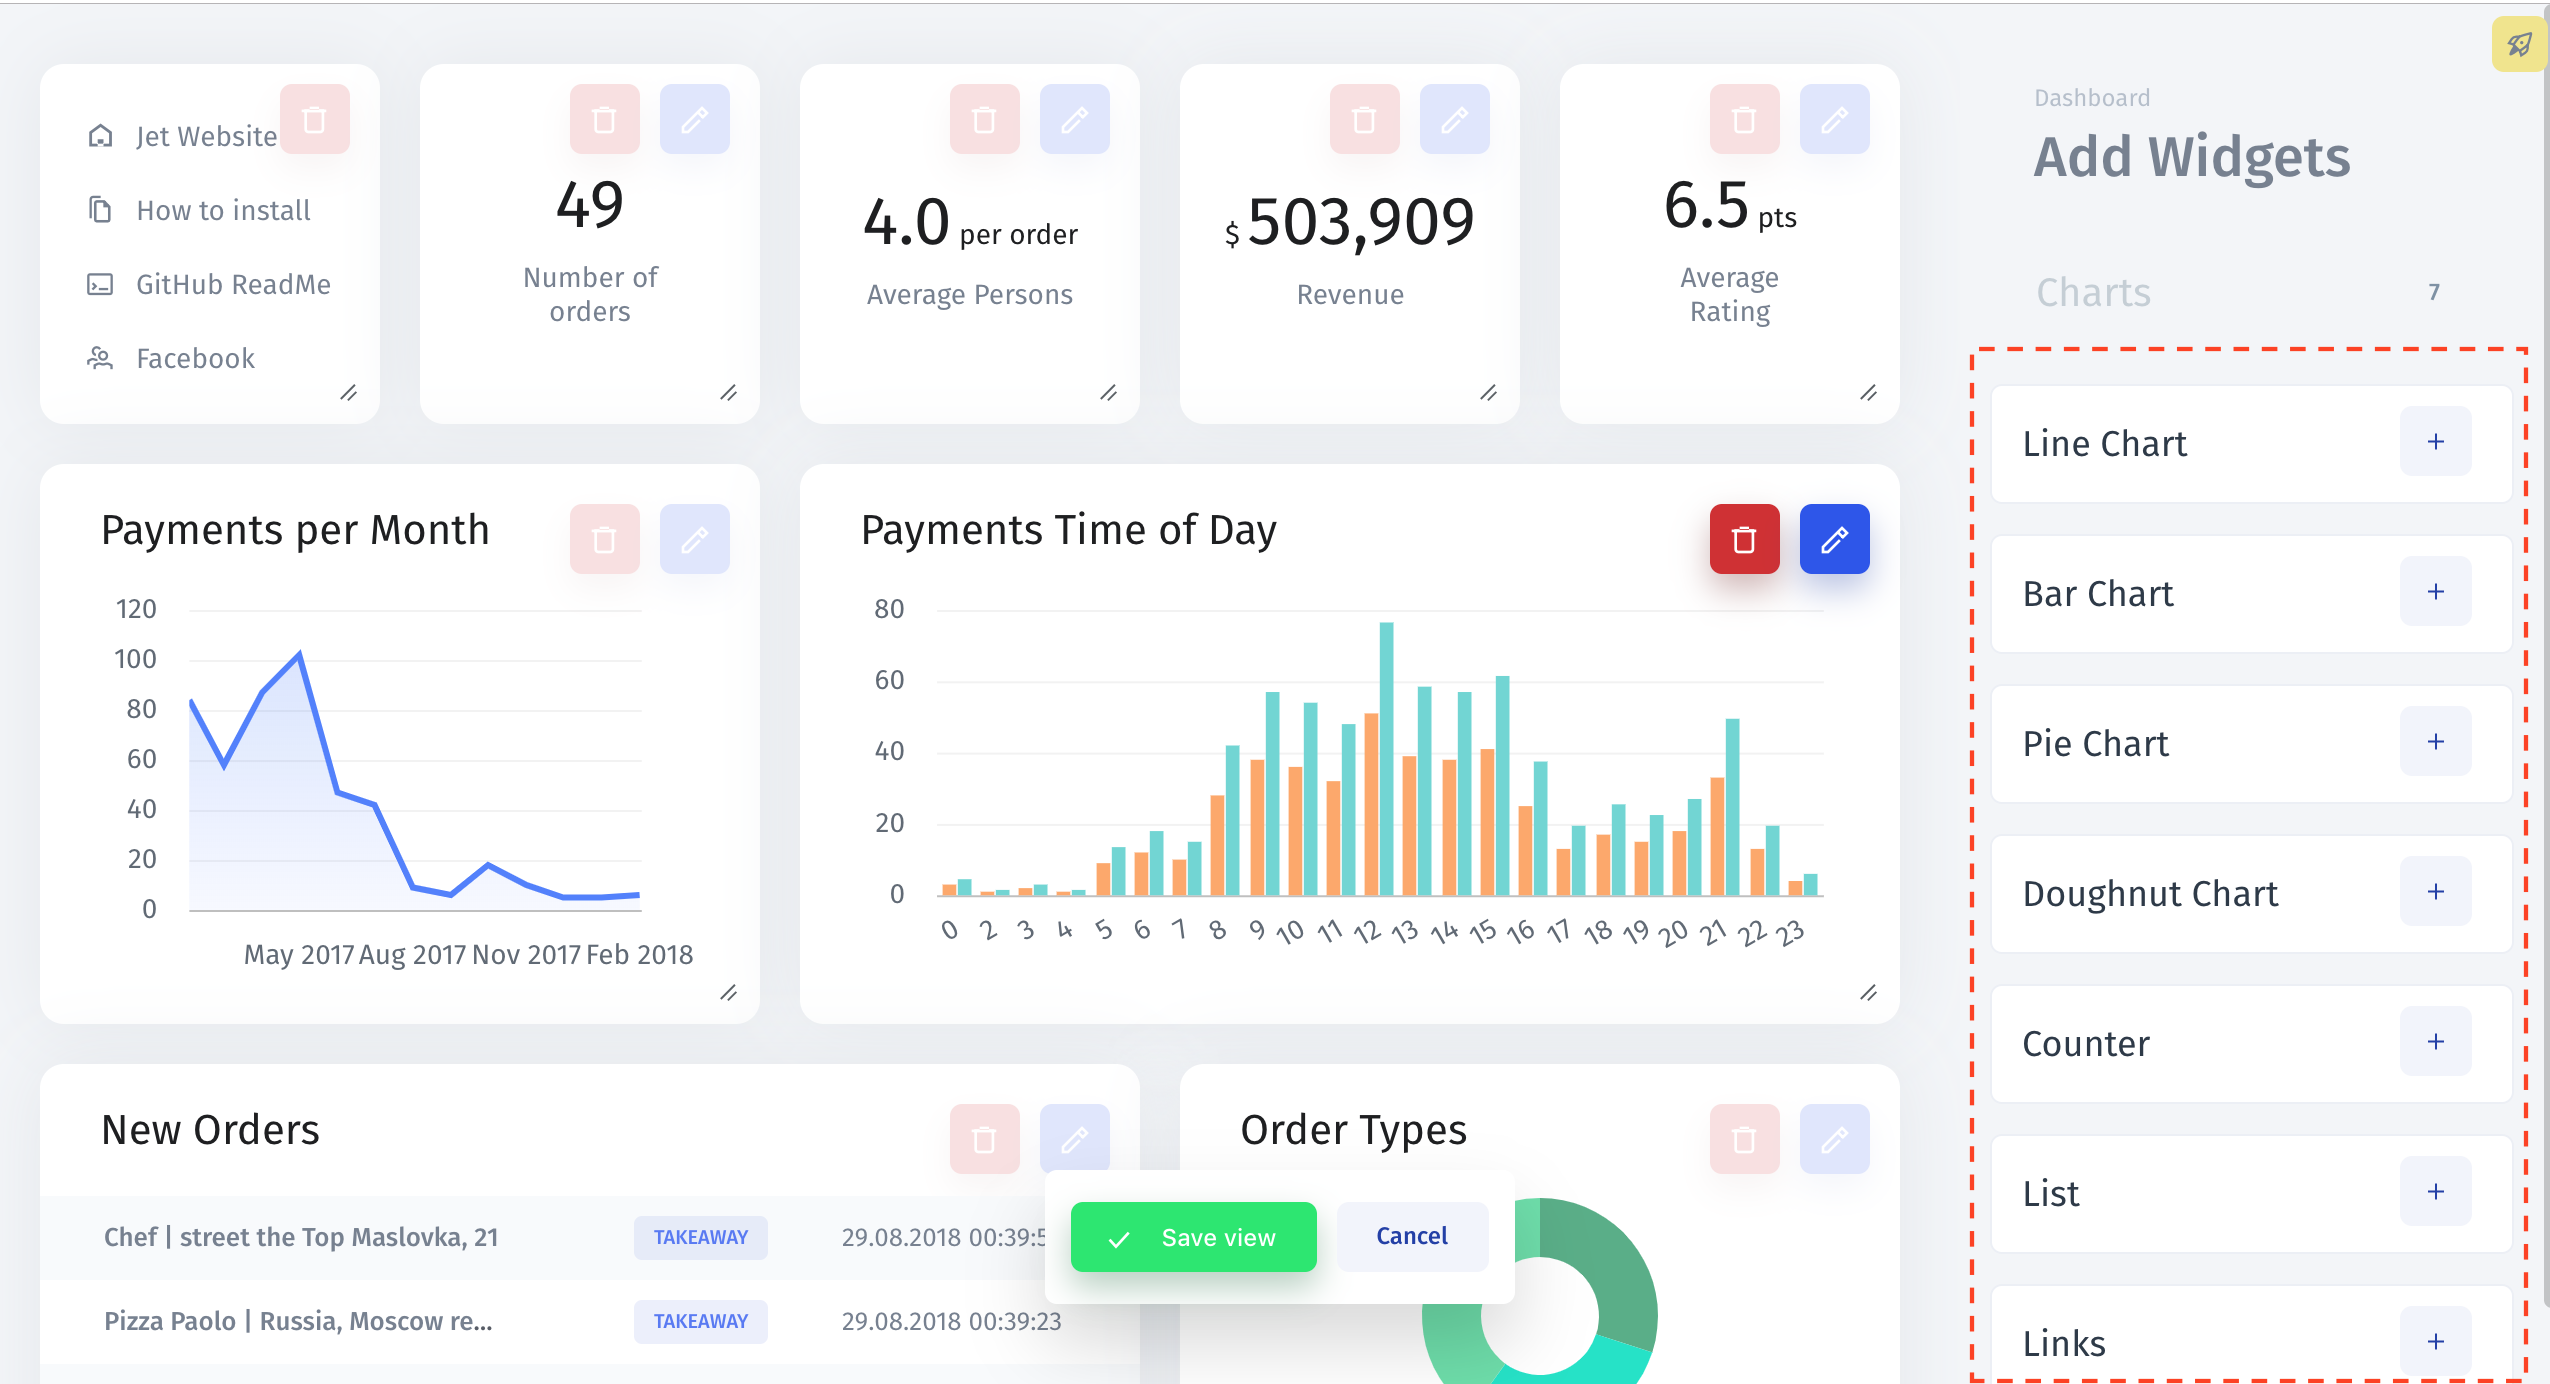 Jet Website
How to install
GitHub ReadMe
Facebook
49
Number of
orders
4.0 per order
Average Persons
$ 503,909
Revenue
6.5 pts
Average
Rating
Dashboard
Add Widgets
Charts 7
Line Chart +
Bar Chart +
Pie Chart +
Doughnut Chart +
Counter +
List +
Links +
Payments per Month
120
100
80
60
40
20
0
May 2017 Aug 2017 Nov 2017 Feb 2018
Payments Time of Day
80
60
40
20
0
0 2 3 4 5 6 7 8 9 10 11 12 13 14 15 16 17 18 19 20 21 22 23
New Orders
Chef | street the Top Maslovka, 21 TAKEAWAY 29.08.2018 00:39:5
Pizza Paolo | Russia, Moscow re... TAKEAWAY 29.08.2018 00:39:23
Order Types
Save view Cancel